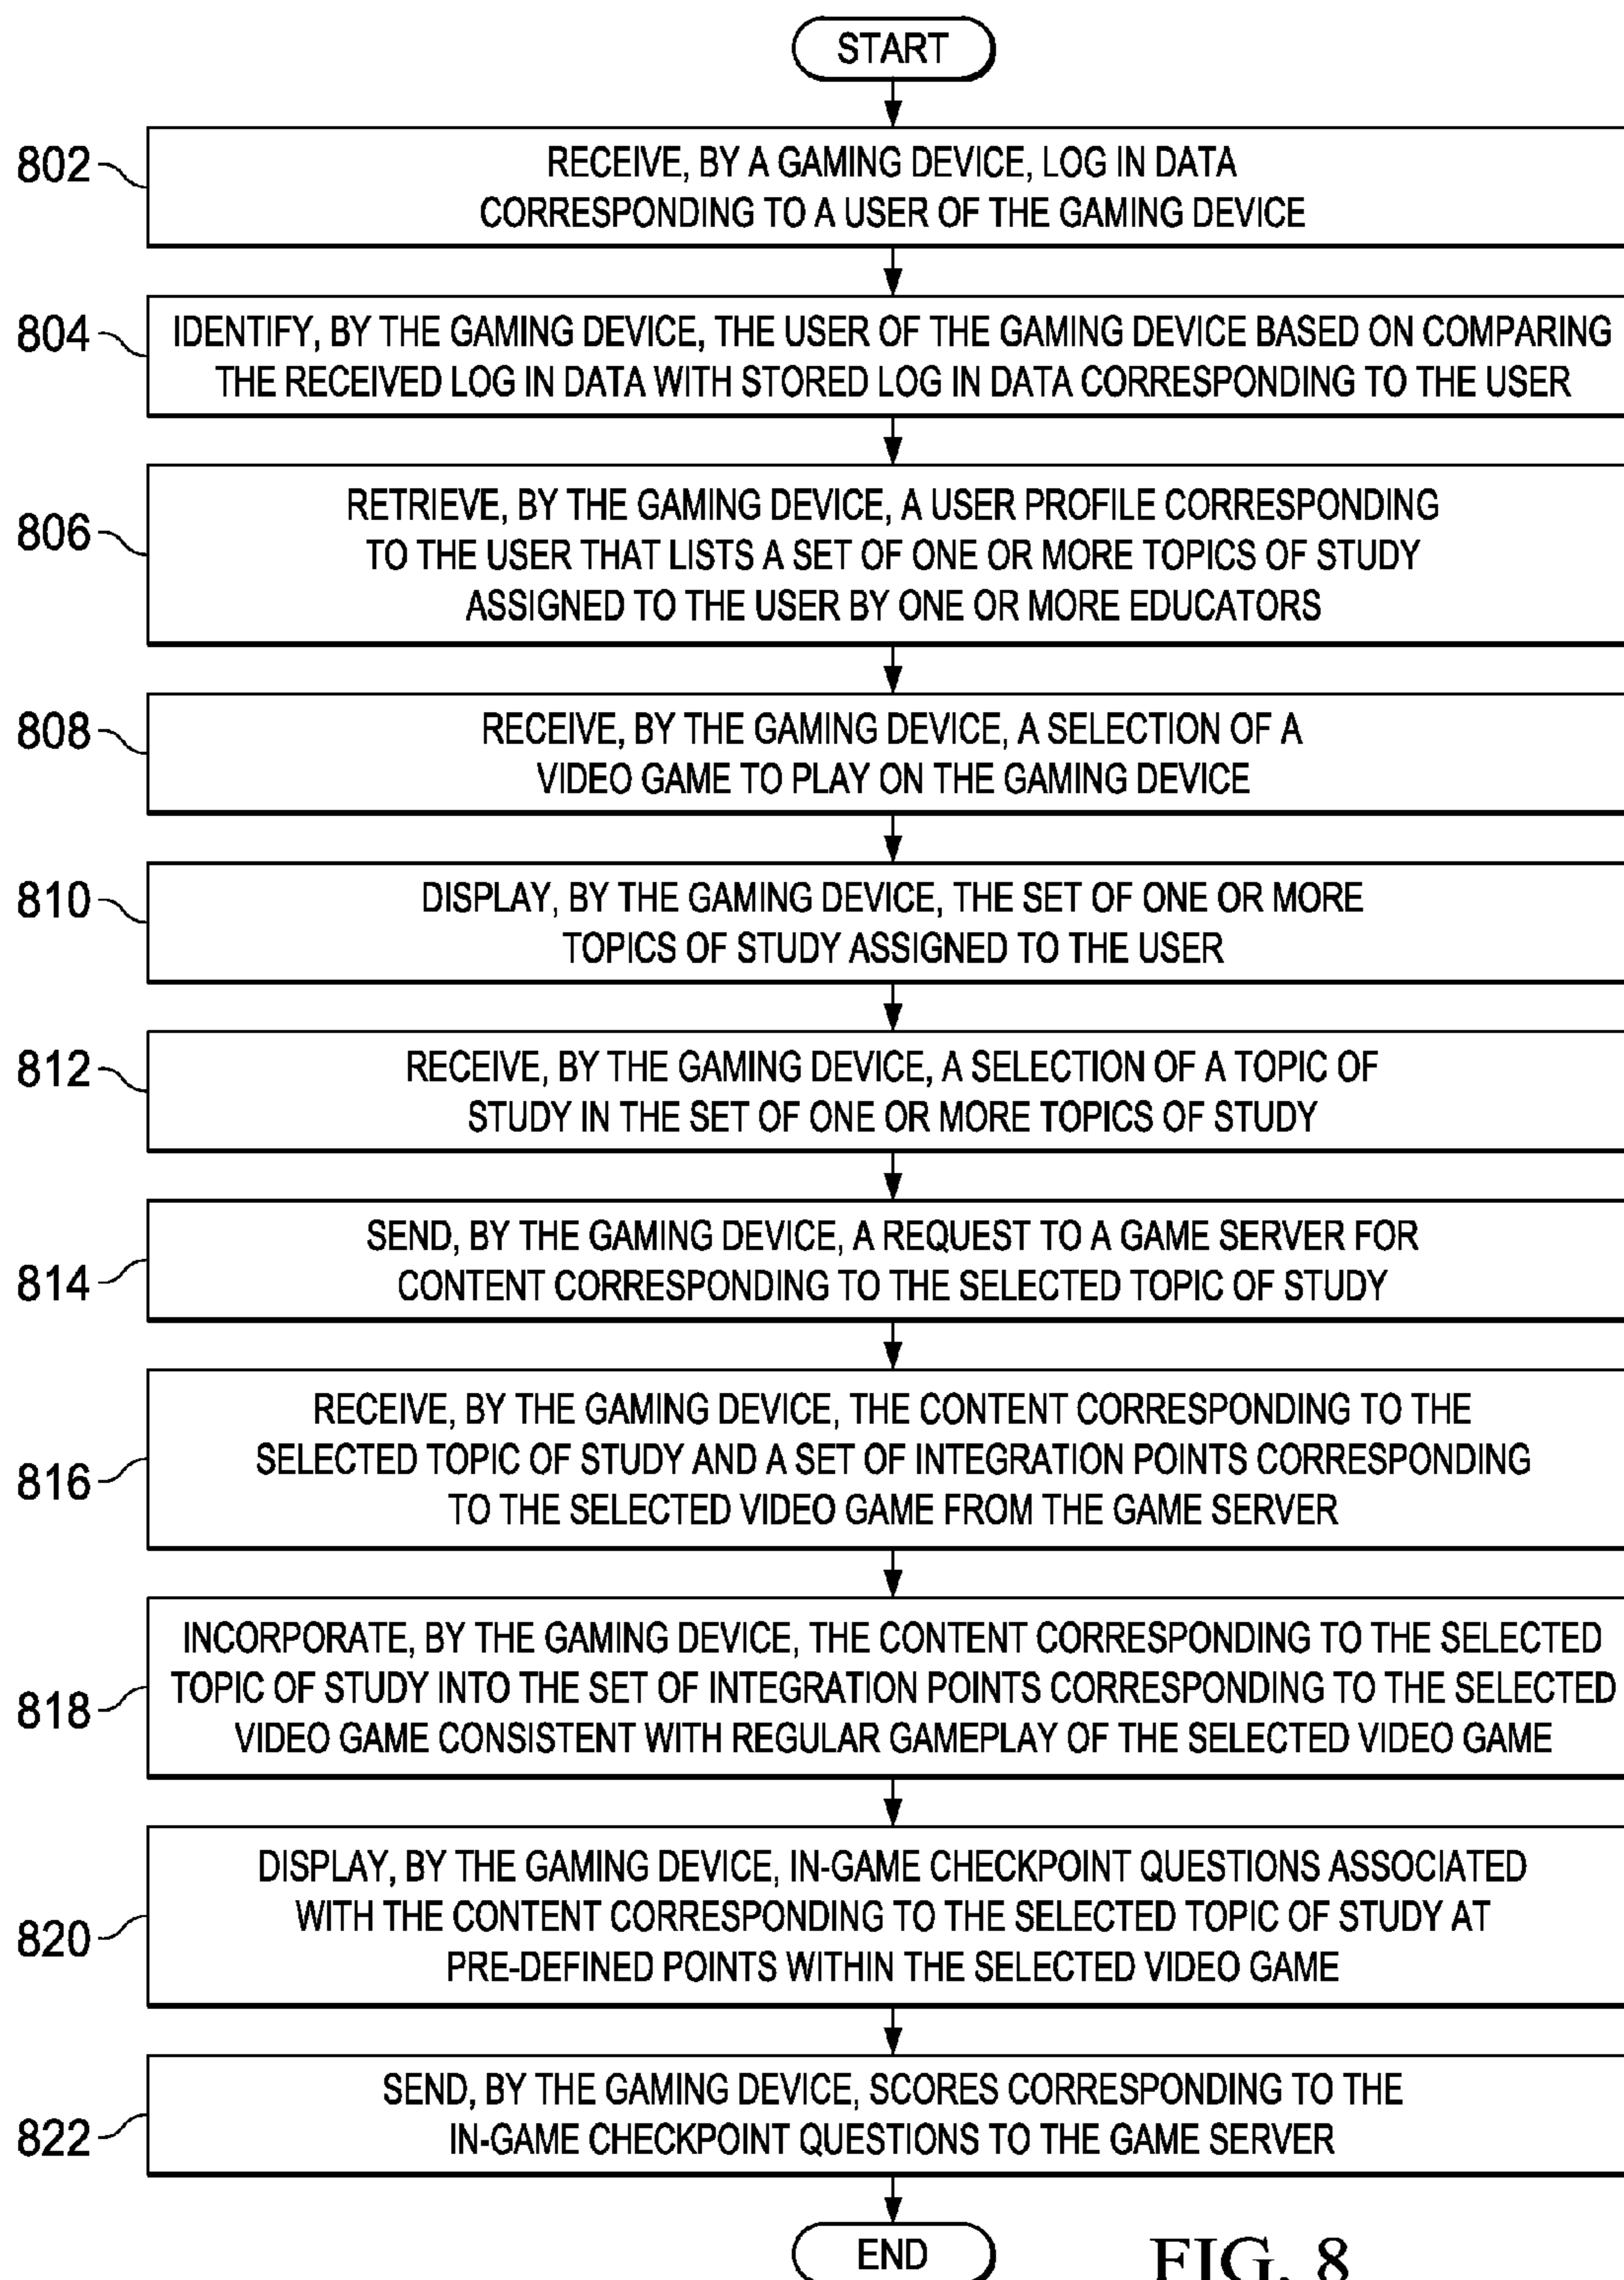 START
802
RECEIVE, BY A GAMING DEVICE, LOG IN DATA
CORRESPONDING TO A USER OF THE GAMING DEVICE
804
IDENTIFY, BY THE GAMING DEVICE, THE USER OF THE GAMING DEVICE BASED ON COMPARING
THE RECEIVED LOG IN DATA WITH STORED LOG IN DATA CORRESPONDING TO THE USER
806
RETRIEVE, BY THE GAMING DEVICE, A USER PROFILE CORRESPONDING
TO THE USER THAT LISTS A SET OF ONE OR MORE TOPICS OF STUDY
ASSIGNED TO THE USER BY ONE OR MORE EDUCATORS
808
RECEIVE, BY THE GAMING DEVICE, A SELECTION OF A
VIDEO GAME TO PLAY ON THE GAMING DEVICE
810
DISPLAY, BY THE GAMING DEVICE, THE SET OF ONE OR MORE
TOPICS OF STUDY ASSIGNED TO THE USER
812
RECEIVE, BY THE GAMING DEVICE, A SELECTION OF A TOPIC OF
STUDY IN THE SET OF ONE OR MORE TOPICS OF STUDY
814
SEND, BY THE GAMING DEVICE, A REQUEST TO A GAME SERVER FOR
CONTENT CORRESPONDING TO THE SELECTED TOPIC OF STUDY
816
RECEIVE, BY THE GAMING DEVICE, THE CONTENT CORRESPONDING TO THE
SELECTED TOPIC OF STUDY AND A SET OF INTEGRATION POINTS CORRESPONDING
TO THE SELECTED VIDEO GAME FROM THE GAME SERVER
818
INCORPORATE, BY THE GAMING DEVICE, THE CONTENT CORRESPONDING TO THE SELECTED
TOPIC OF STUDY INTO THE SET OF INTEGRATION POINTS CORRESPONDING TO THE SELECTED
VIDEO GAME CONSISTENT WITH REGULAR GAMEPLAY OF THE SELECTED VIDEO GAME
820
DISPLAY, BY THE GAMING DEVICE, IN-GAME CHECKPOINT QUESTIONS ASSOCIATED
WITH THE CONTENT CORRESPONDING TO THE SELECTED TOPIC OF STUDY AT
PRE-DEFINED POINTS WITHIN THE SELECTED VIDEO GAME
822
SEND, BY THE GAMING DEVICE, SCORES CORRESPONDING TO THE
IN-GAME CHECKPOINT QUESTIONS TO THE GAME SERVER
END
FIG. 8